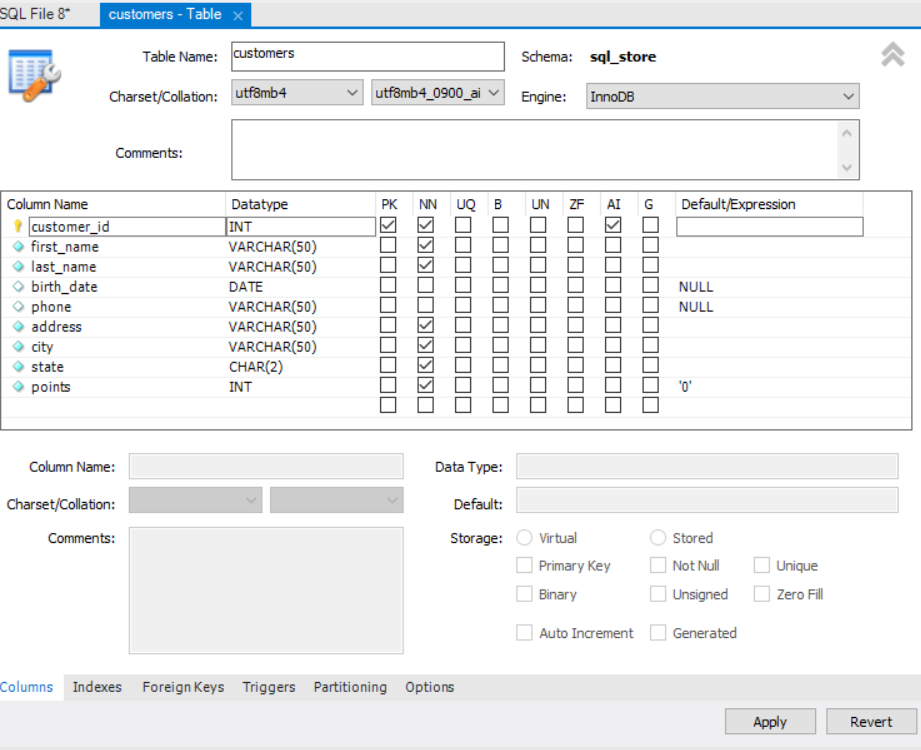 SQL File 8* customers - Table
Table Name: customers Schema: sql_store
Charset/Collation: utf8mb4 utf8mb4_0900_ai Engine: InnoDB
Comments:
Column Name Datatype PK NN UQ B UN ZF AI G Default/Expression
customer_id INT
first_name VARCHAR(50)
last_name VARCHAR(50)
birth_date DATE NULL
phone VARCHAR(50) NULL
address VARCHAR(50)
city VARCHAR(50)
state CHAR(2)
points INT '0'
Column Name: Data Type:
Charset/Collation: Default:
Comments: Storage: Virtual Stored
Primary Key Not Null Unique
Binary Unsigned Zero Fill
Auto Increment Generated
Columns Indexes Foreign Keys Triggers Partitioning Options
Apply Revert